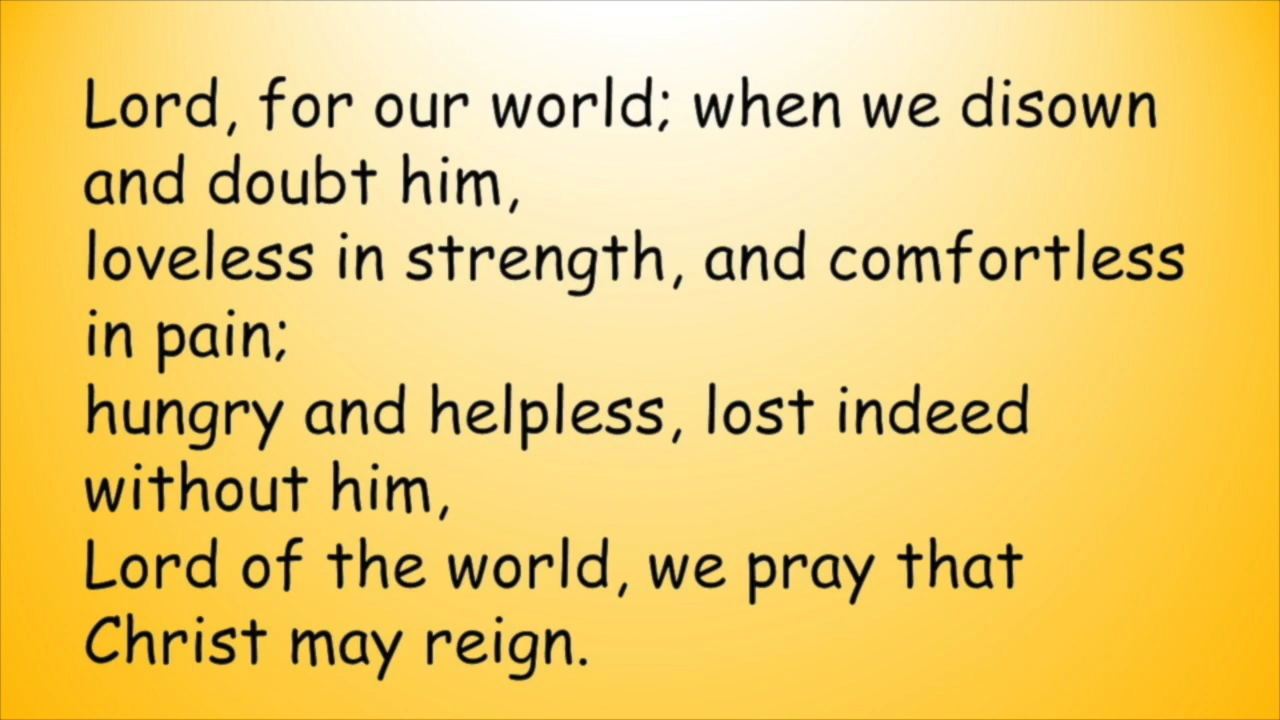 Lord, for our world; when we disown
and doubt him,
loveless in strength, and comfortless
in pain;
hungry and helpless, lost indeed
without him,
Lord of the world, we pray that
Christ may reign.